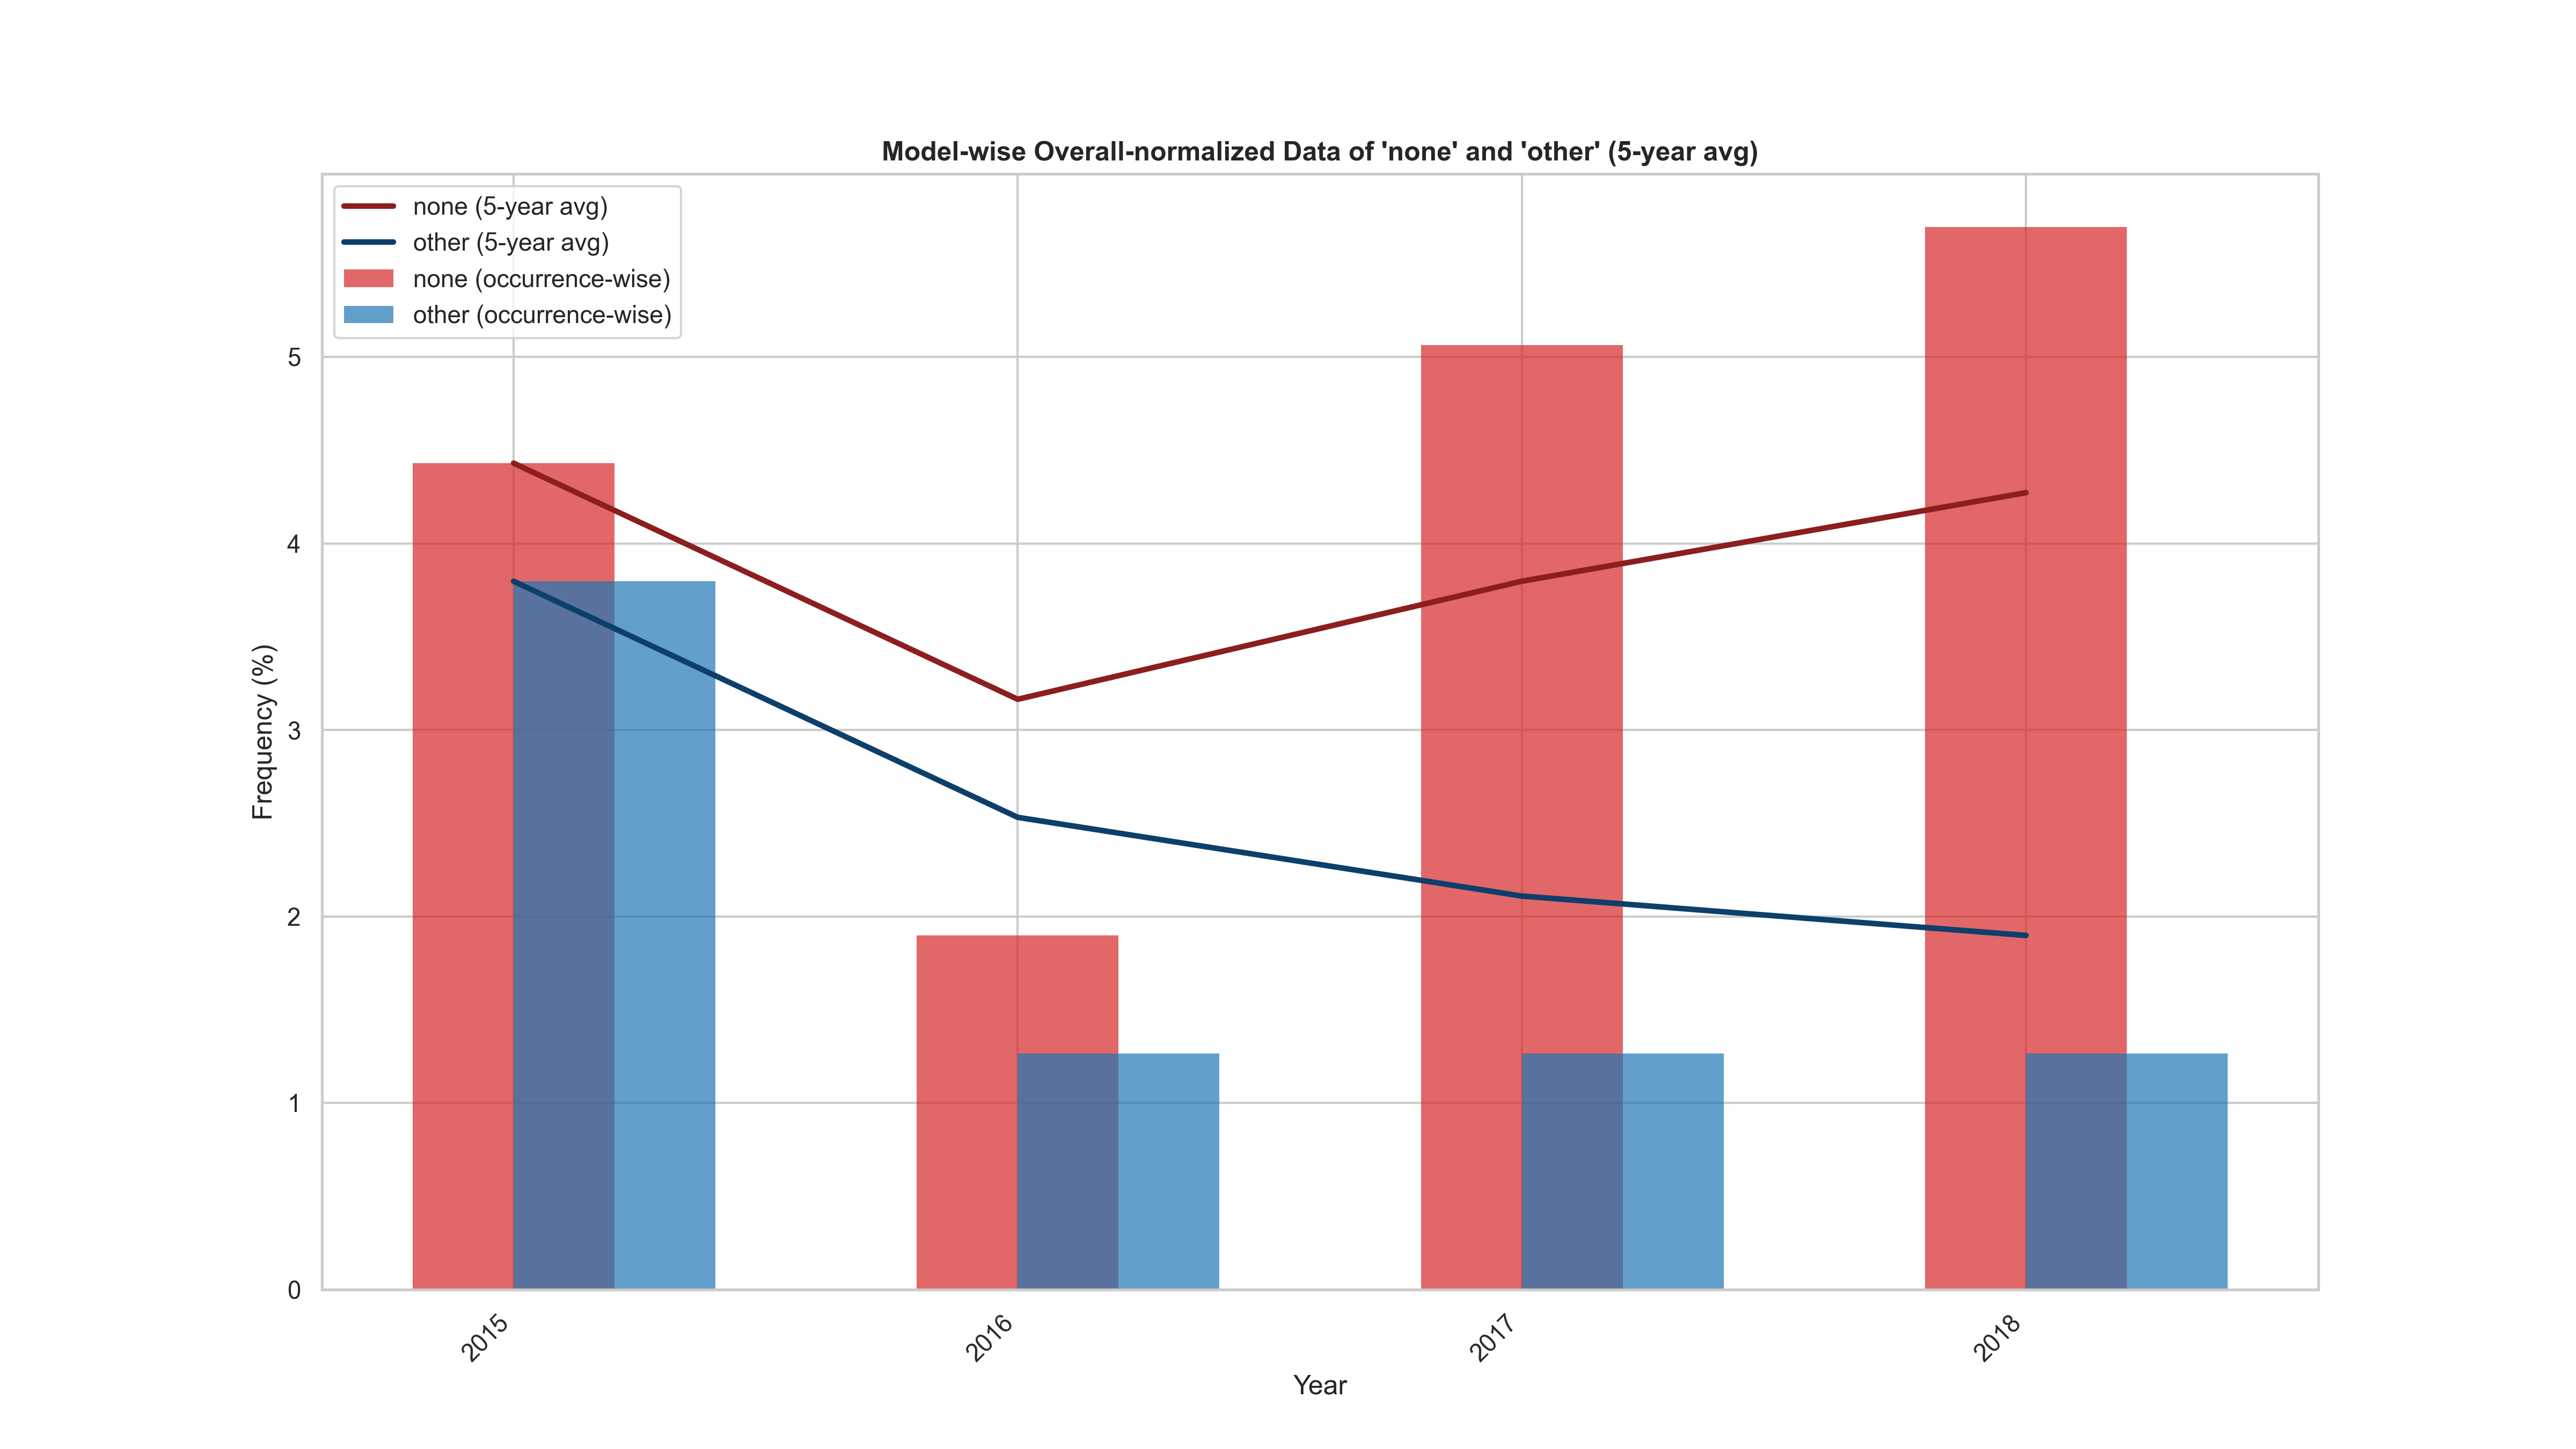 Model-wise Overall-normalized Data of 'none' and 'other' (5-year avg)
none (5-year avg)
other (5-year avg)
none (occurrence-wise)
other (occurrence-wise)
Frequency (%)
5
4
3
2
1
0
2015
2016
2017
2018
Year